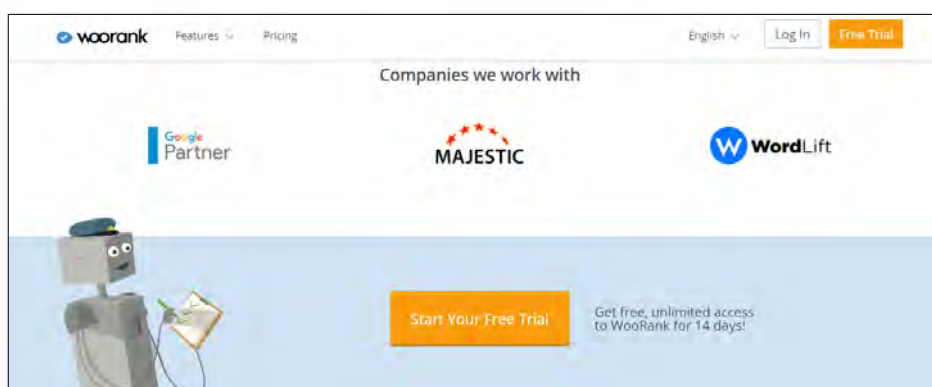 woorank Features Pricing English Log In Free Trial
Companies we work with
Google
Partner
MAJESTIC
WordLift
Start Your Free Trial
Get free, unlimited access
to WooRank for 14 days!